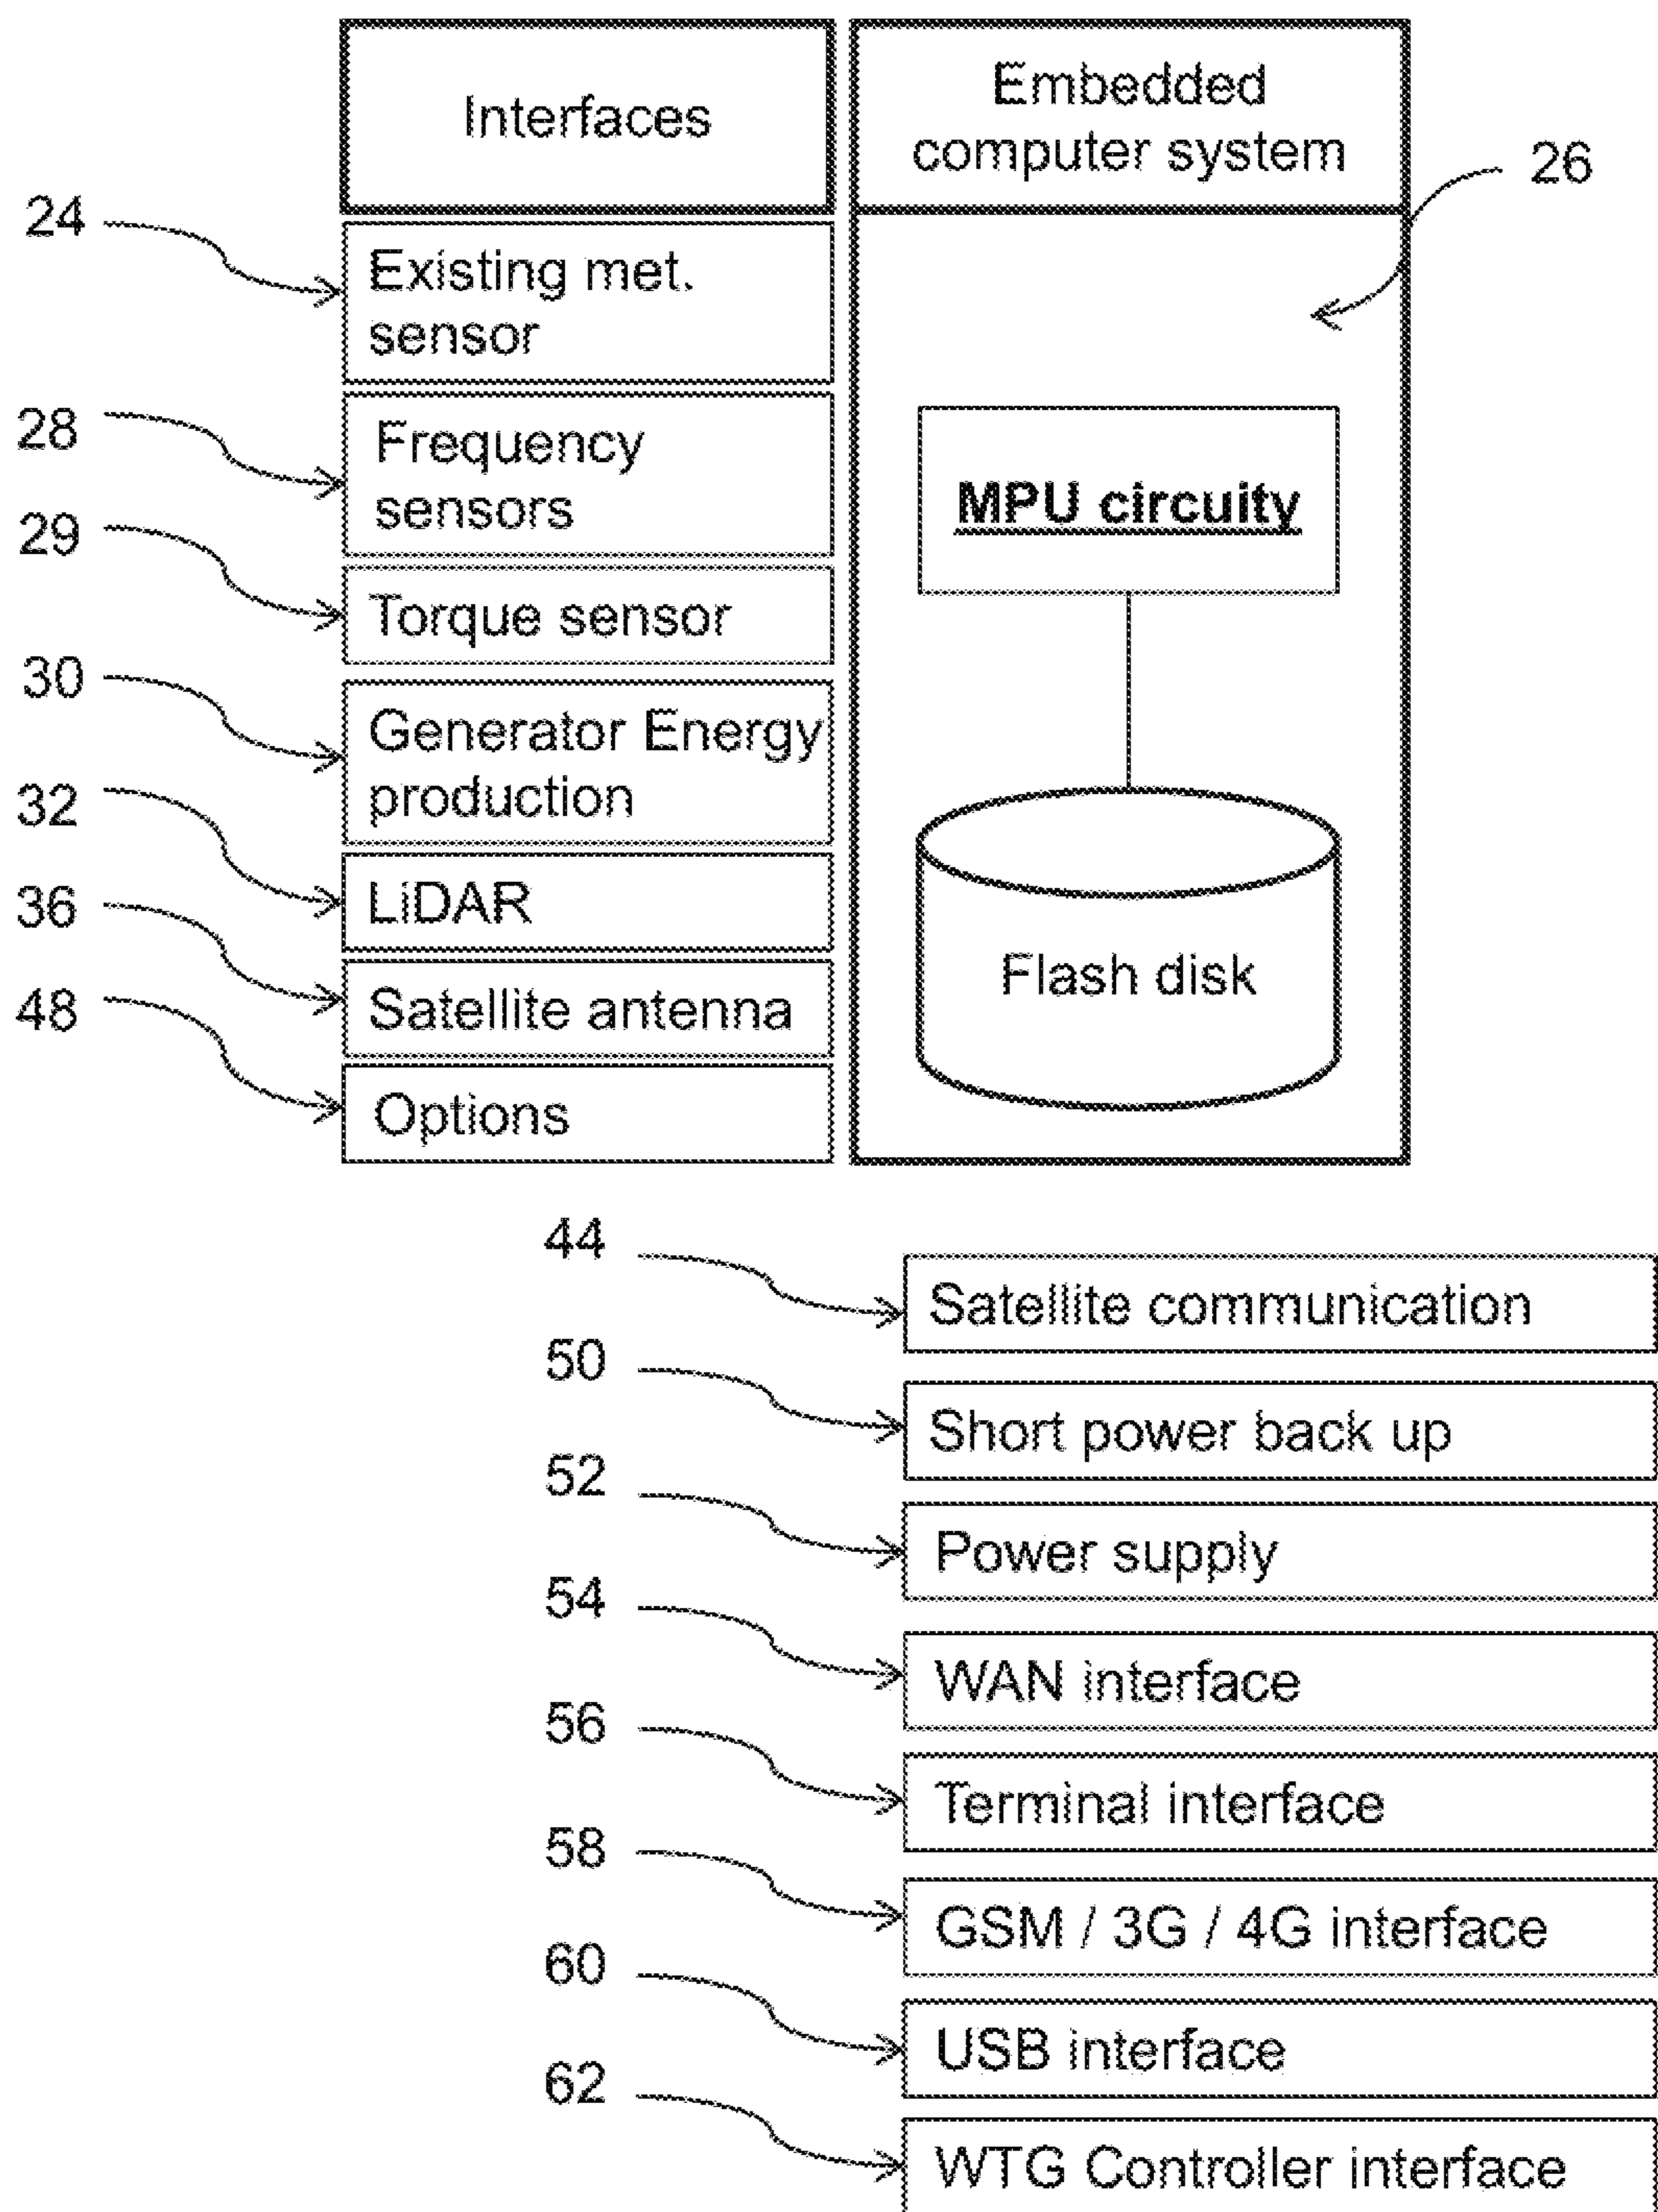 Interfaces
Embedded
computer system
26
24
Existing met.
sensor
28
Frequency
sensors
MPU circuity
29
Torque sensor
30
Generator Energy
production
32
LiDAR
36
Satellite antenna
Flash disk
48
Options
44
Satellite communication
50
Short power back up
52
Power supply
54
WAN interface
56
Terminal interface
58
GSM / 3G / 4G interface
60
USB interface
62
WTG Controller interface